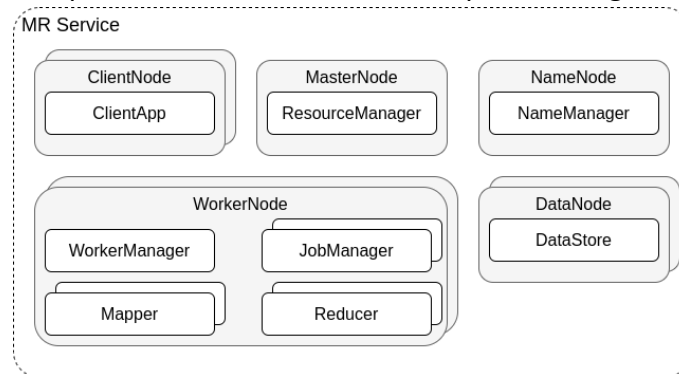 MR Service
ClientNode
ClientApp
MasterNode
ResourceManager
NameNode
NameManager
WorkerNode
WorkerManager
JobManager
Mapper
Reducer
DataNode
DataStore